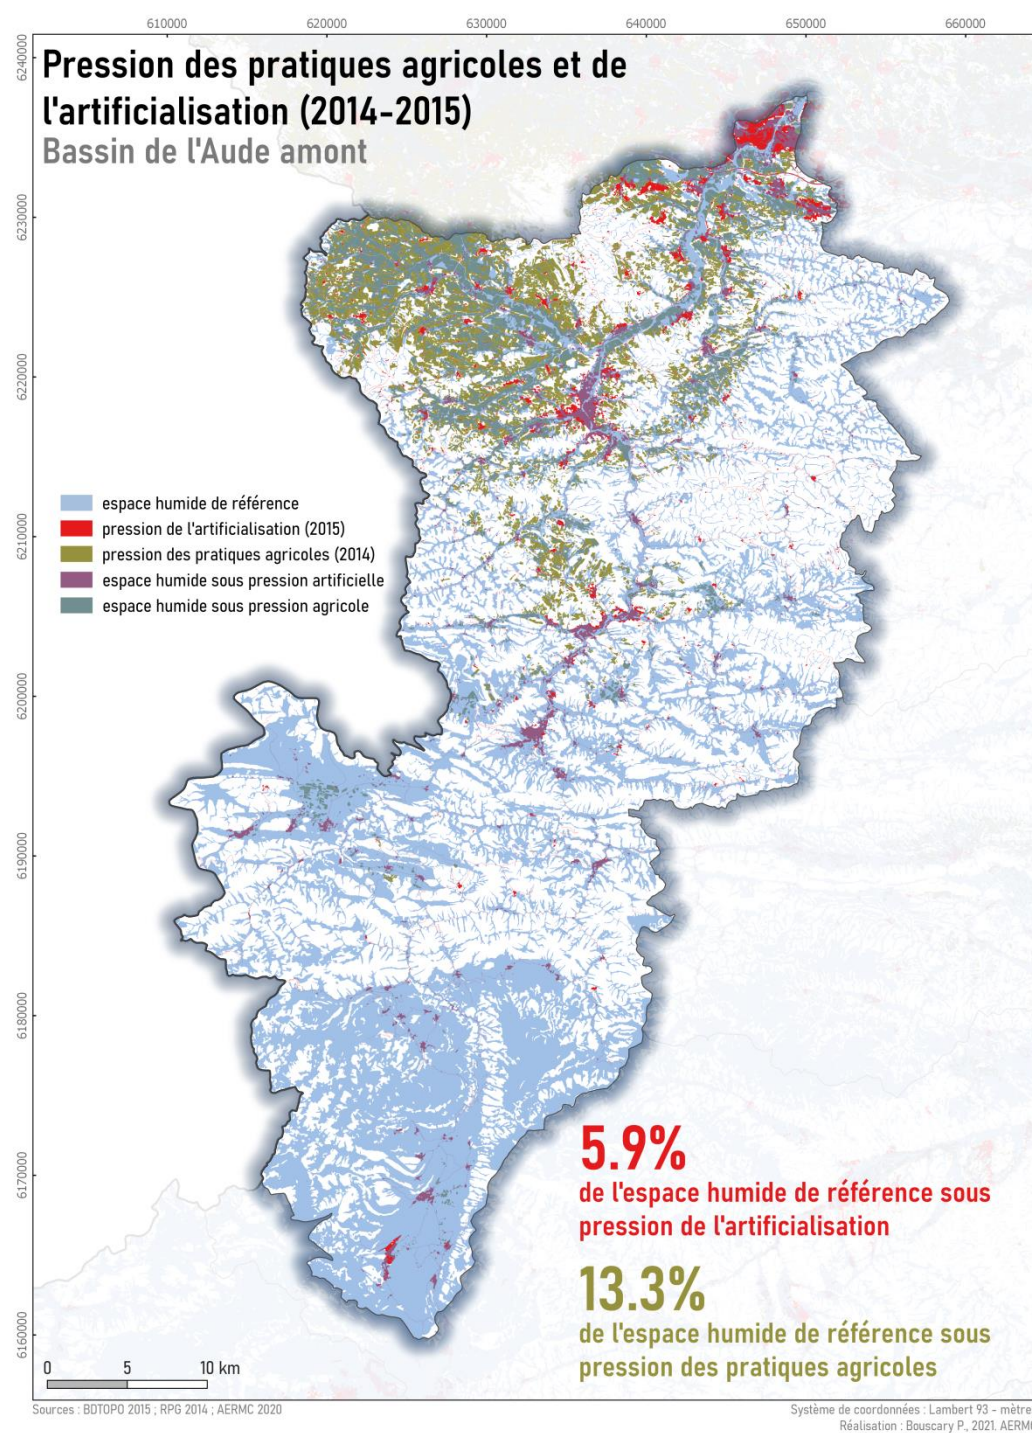 610000 620000 630000 640000 650000 660000
Pression des pratiques agricoles et de
l'artificialisation (2014-2015)
Bassin de l'Aude amont
6240000
6230000
6220000
6210000
6200000
6190000
6180000
6170000
6160000
espace humide de référence
pression de l'artificialisation (2015)
pression des pratiques agricoles (2014)
espace humide sous pression artificielle
espace humide sous pression agricole
5.9%
de l'espace humide de référence sous
pression de l'artificialisation
13.3%
de l'espace humide de référence sous
pression des pratiques agricoles
0 5 10 km
Sources : BDTOPO 2015 ; RPG 2014 ; AERMC 2020
Système de coordonnées : Lambert 93 - mètre
Réalisation : Bouscary P., 2021. AERMC